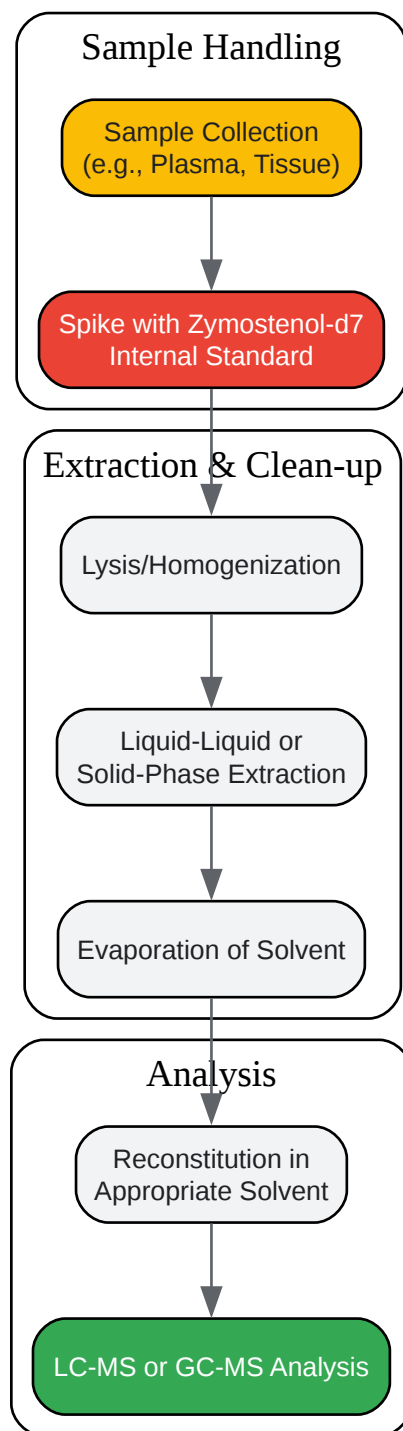 Sample Handling
Sample Collection
(e.g., Plasma, Tissue)
Spike with Zymostenol-d7
Internal Standard
Extraction & Clean-up
Lysis/Homogenization
Liquid-Liquid or
Solid-Phase Extraction
Evaporation of Solvent
Analysis
Reconstitution in
Appropriate Solvent
LC-MS or GC-MS Analysis